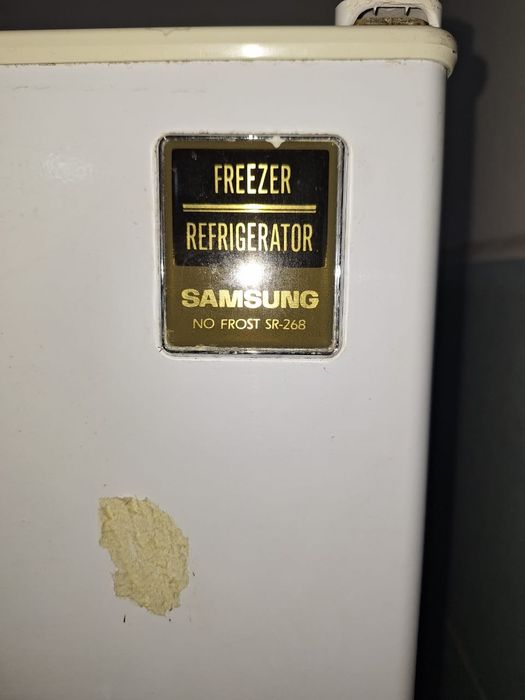 FREEZER
REFRIGERATOR
SAMSUNG
NO FROST SR-268